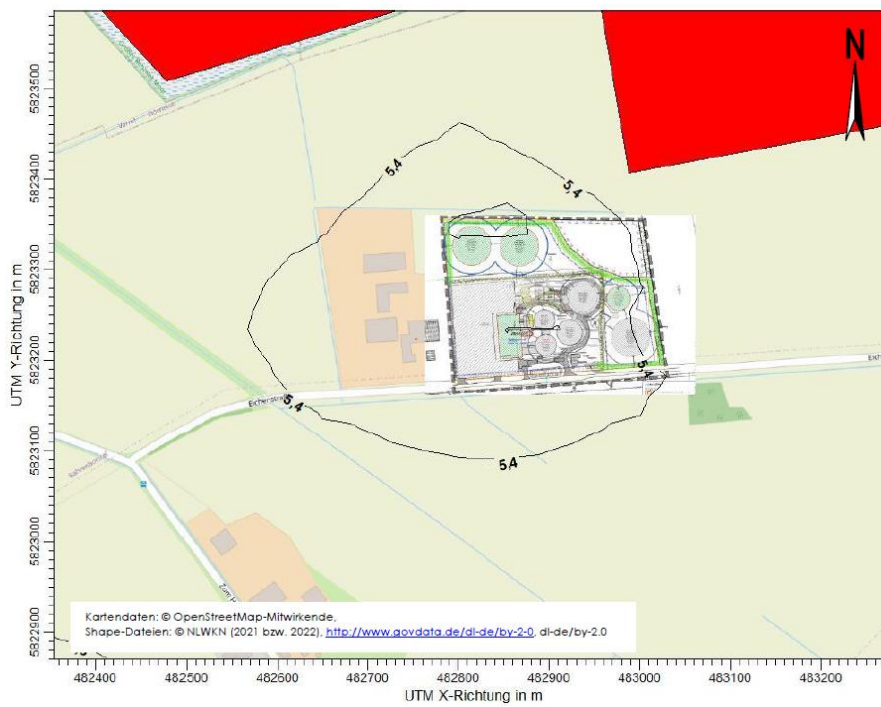 N
5823500
5823400
5823300
5823200
5823100
5823000
5822900
UTM Y-Richtung in m
5,4
5,4
5,4
5,4
5,4
Kartendaten: © OpenStreetMap-Mitwirkende,
Shape-Dateien: © NLWKN (2021 bzw. 2022), http://www.govdata.de/dl-de/by-2-0, dl-de/by-2.0
482400 482500 482600 482700 482800 482900 483000 483100 483200
UTM X-Richtung in m